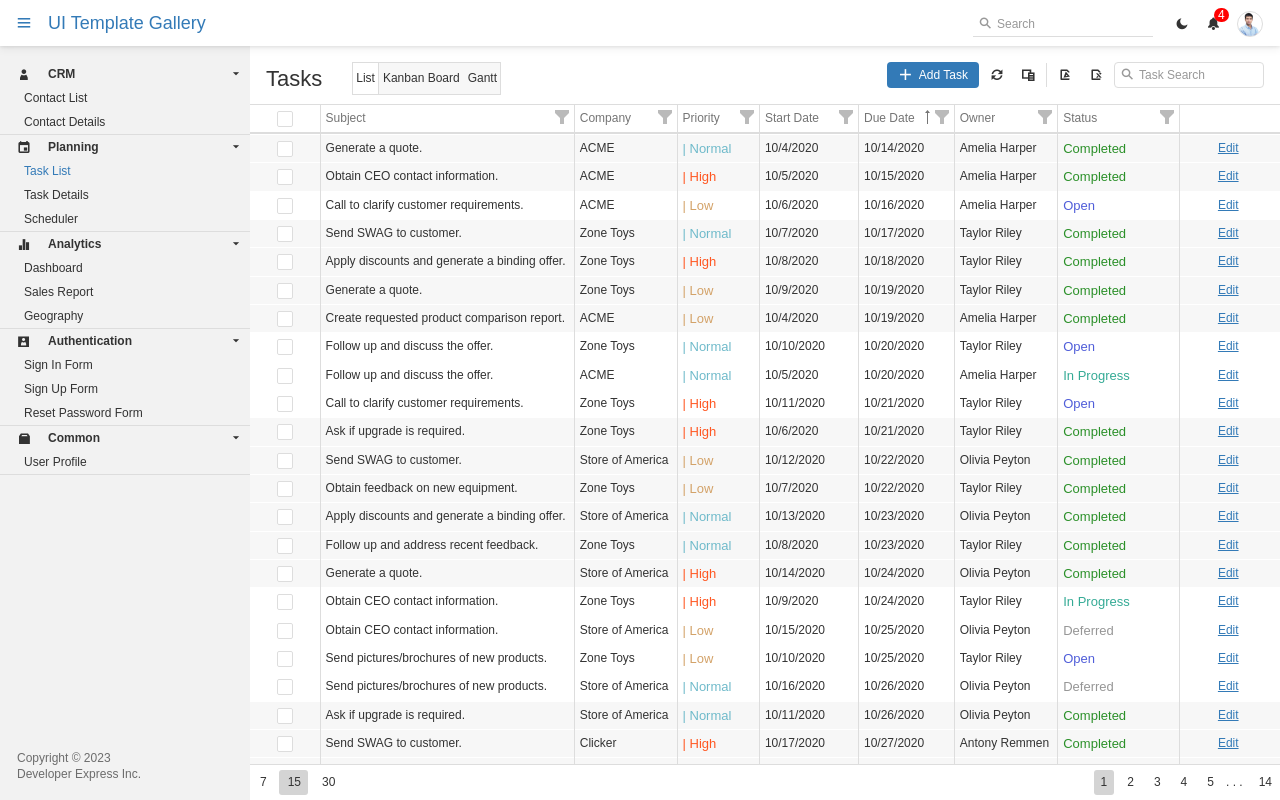 UI Template Gallery
Search
4
CRM
Contact List
Contact Details
Planning
Task List
Task Details
Scheduler
Analytics
Dashboard
Sales Report
Geography
Authentication
Sign In Form
Sign Up Form
Reset Password Form
Common
User Profile
Copyright © 2023
Developer Express Inc.
Tasks List Kanban Board Gantt Add Task Task Search
Subject Company Priority Start Date Due Date Owner Status
Generate a quote. ACME | Normal 10/4/2020 10/14/2020 Amelia Harper Completed Edit
Obtain CEO contact information. ACME | High 10/5/2020 10/15/2020 Amelia Harper Completed Edit
Call to clarify customer requirements. ACME | Low 10/6/2020 10/16/2020 Amelia Harper Open Edit
Send SWAG to customer. Zone Toys | Normal 10/7/2020 10/17/2020 Taylor Riley Completed Edit
Apply discounts and generate a binding offer. Zone Toys | High 10/8/2020 10/18/2020 Taylor Riley Completed Edit
Generate a quote. Zone Toys | Low 10/9/2020 10/19/2020 Taylor Riley Completed Edit
Create requested product comparison report. ACME | Low 10/4/2020 10/19/2020 Amelia Harper Completed Edit
Follow up and discuss the offer. Zone Toys | Normal 10/10/2020 10/20/2020 Taylor Riley Open Edit
Follow up and discuss the offer. ACME | Normal 10/5/2020 10/20/2020 Amelia Harper In Progress Edit
Call to clarify customer requirements. Zone Toys | High 10/11/2020 10/21/2020 Taylor Riley Open Edit
Ask if upgrade is required. Zone Toys | High 10/6/2020 10/21/2020 Taylor Riley Completed Edit
Send SWAG to customer. Store of America | Low 10/12/2020 10/22/2020 Olivia Peyton Completed Edit
Obtain feedback on new equipment. Zone Toys | Low 10/7/2020 10/22/2020 Taylor Riley Completed Edit
Apply discounts and generate a binding offer. Store of America | Normal 10/13/2020 10/23/2020 Olivia Peyton Completed Edit
Follow up and address recent feedback. Zone Toys | Normal 10/8/2020 10/23/2020 Taylor Riley Completed Edit
Generate a quote. Store of America | High 10/14/2020 10/24/2020 Olivia Peyton Completed Edit
Obtain CEO contact information. Zone Toys | High 10/9/2020 10/24/2020 Taylor Riley In Progress Edit
Obtain CEO contact information. Store of America | Low 10/15/2020 10/25/2020 Olivia Peyton Deferred Edit
Send pictures/brochures of new products. Zone Toys | Low 10/10/2020 10/25/2020 Taylor Riley Open Edit
Send pictures/brochures of new products. Store of America | Normal 10/16/2020 10/26/2020 Olivia Peyton Deferred Edit
Ask if upgrade is required. Store of America | Normal 10/11/2020 10/26/2020 Olivia Peyton Completed Edit
Send SWAG to customer. Clicker | High 10/17/2020 10/27/2020 Antony Remmen Completed Edit
7 15 30 1 2 3 4 5 . . . 14